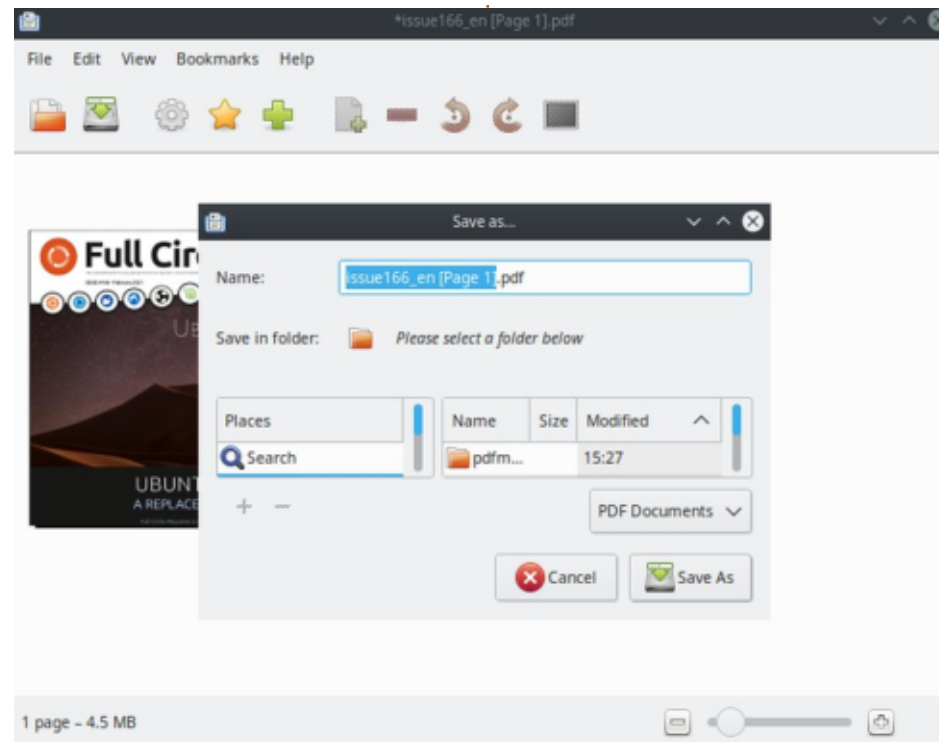 *issue166_en [Page 1].pdf
File Edit View Bookmarks Help
Save as...
Full Cir
Name: issue166_en [Page 1].pdf
Save in folder: Please select a folder below
Places
Name Size Modified
Search
pdfm... 15:27
UBUNT
A REPLACE
PDF Documents
Cancel Save As
1 page – 4.5 MB